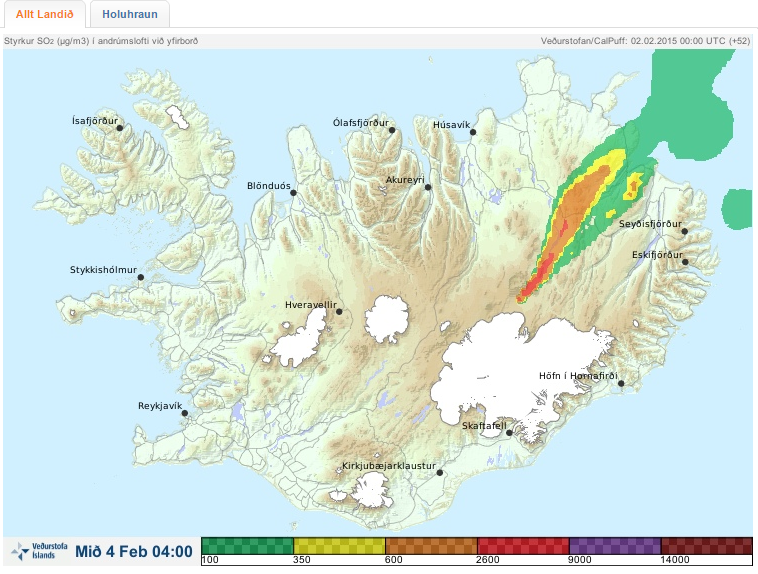 Allt Landið
Holuhraun
Styrkur SO2 (µg/m3) í andrúmslofti við yfirborð
Veðurstofan/CalPuff: 02.02.2015 00:00 UTC (+52)
Ísafjörður
Ólafsfjörður
Húsavík
Blönduós
Akureyri
Seyðisfjörður
Eskifjörður
Stykkishólmur
Hveravellir
Höfn í Hornafirði
Reykjavík
Skaftafell
Kirkjubæjarklaustur
Veðurstofa
Íslands
Mið 4 Feb 04:00
100 350 600 2600 9000 14000